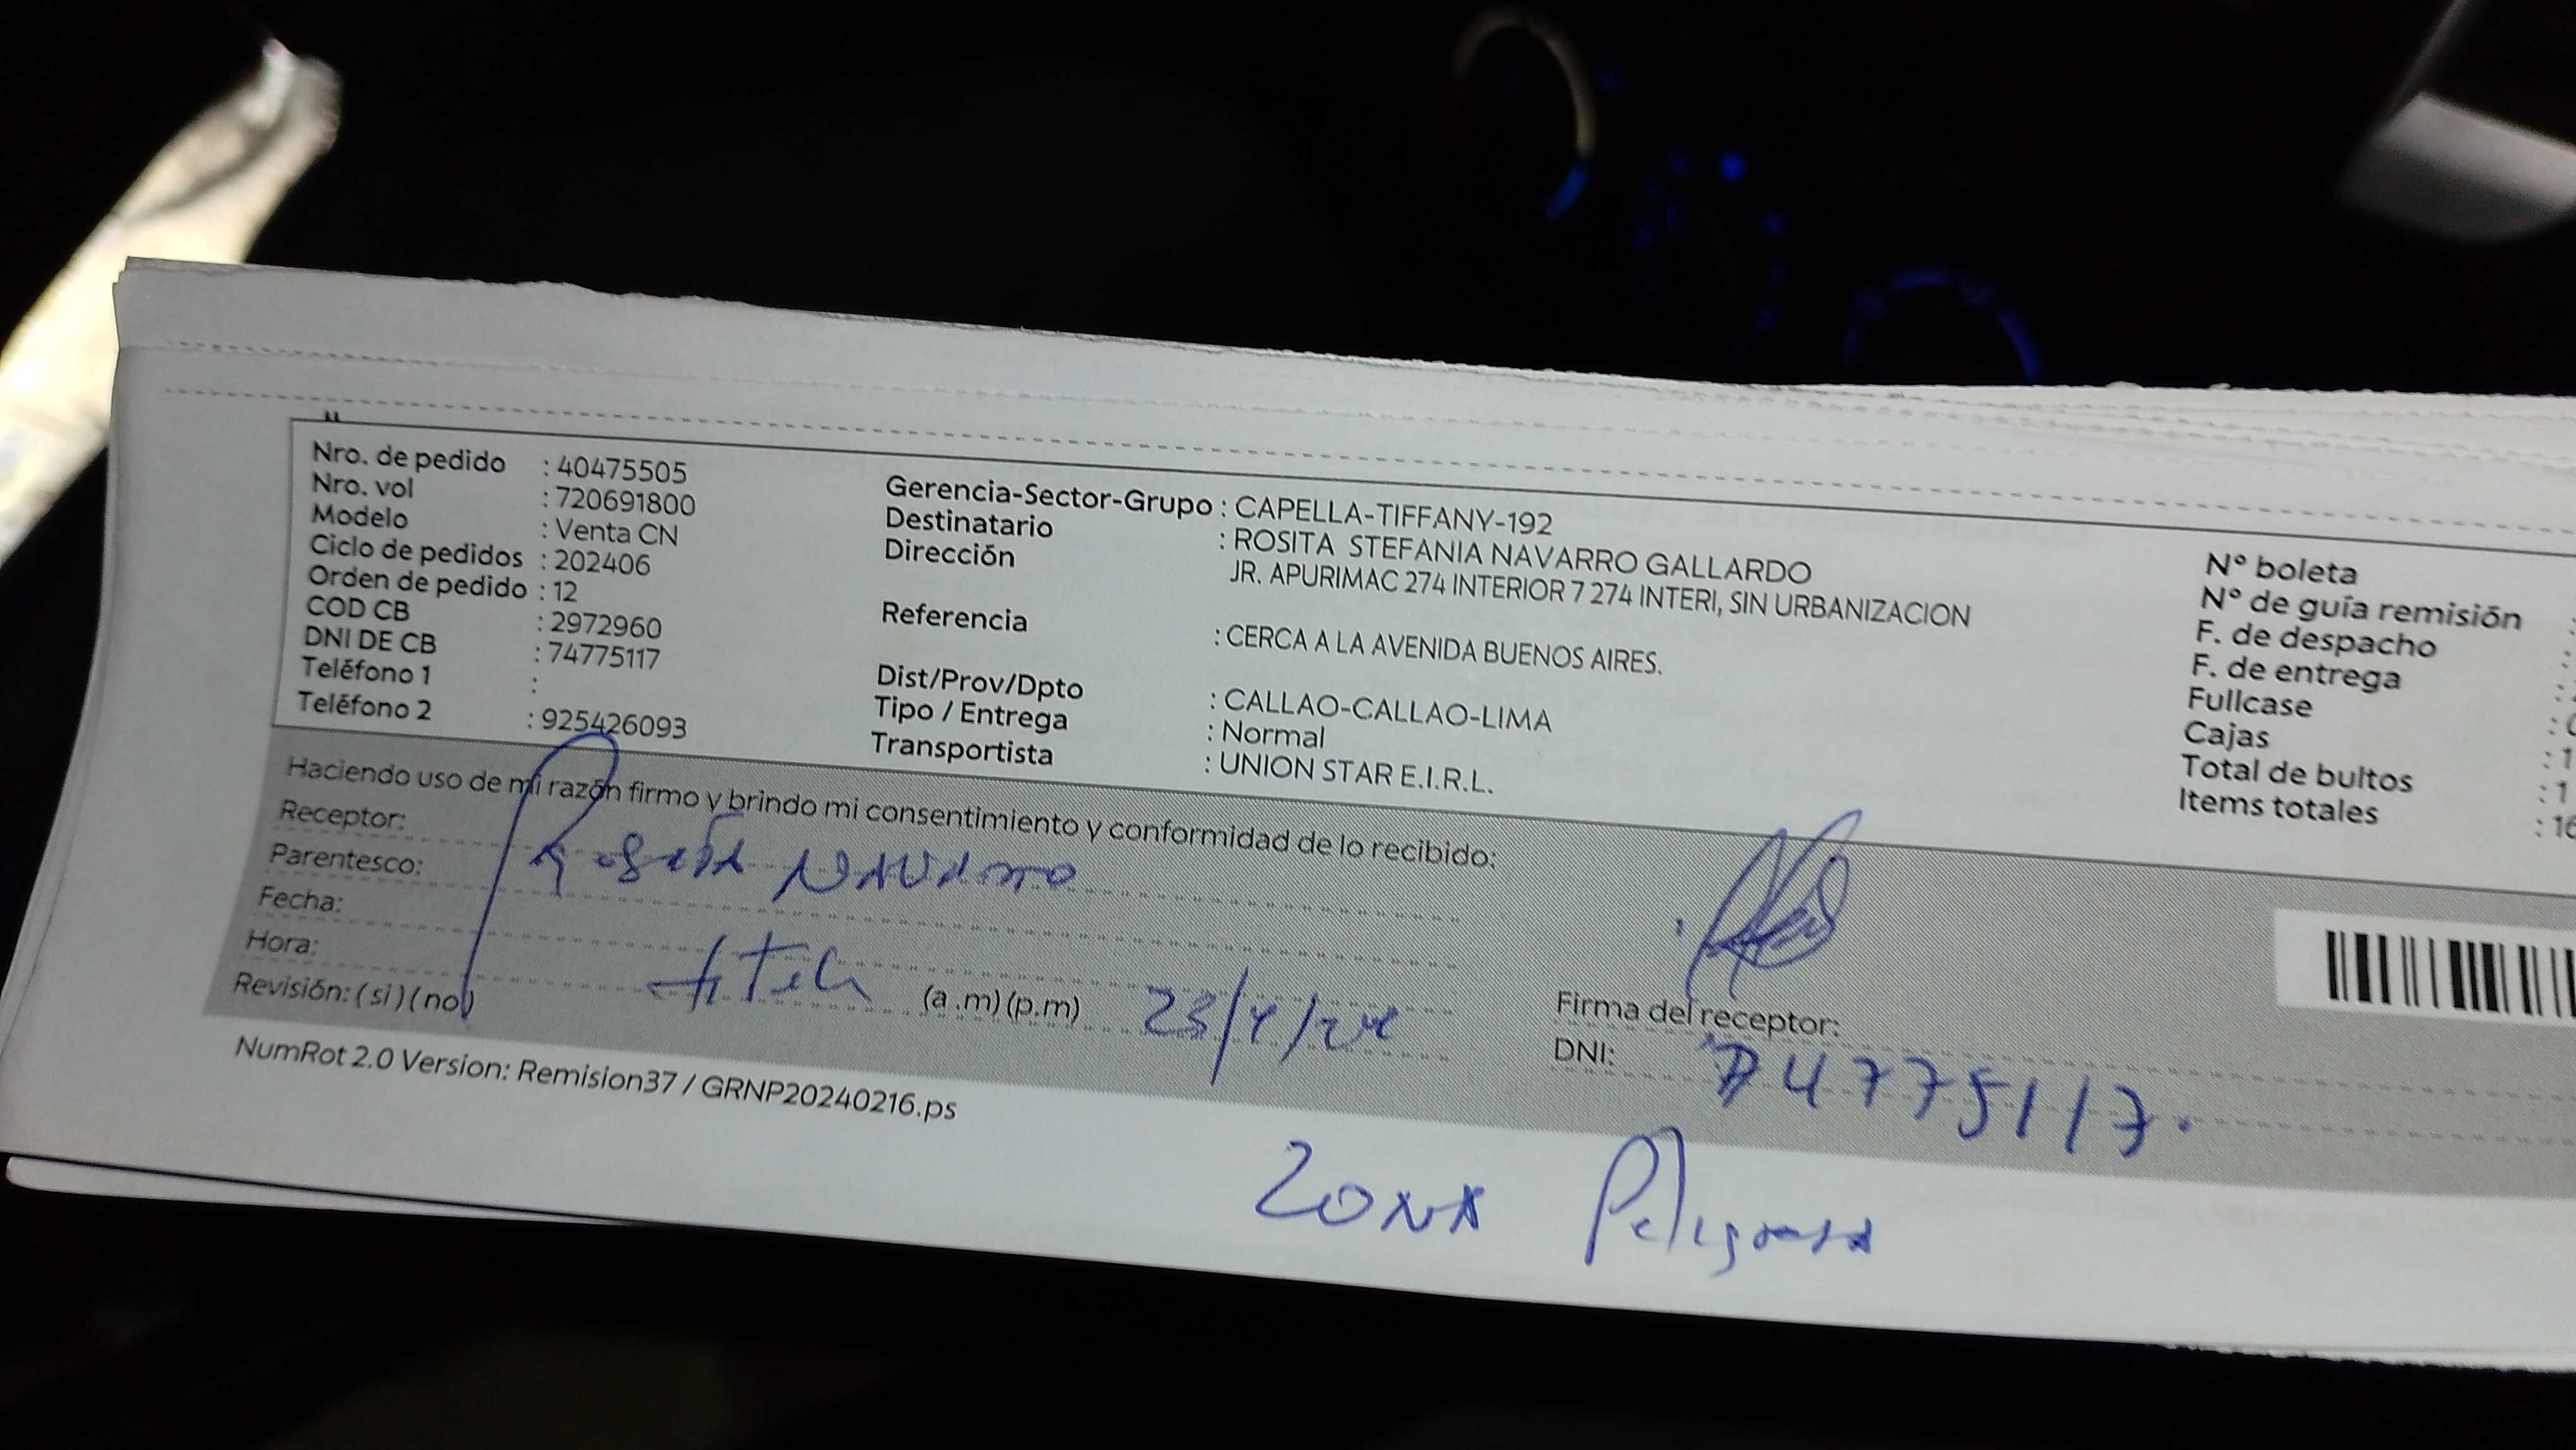 Nro. de pedido : 40475505
Nro. vol : 720691800
Modelo : Venta CN
Ciclo de pedidos : 202406
Orden de pedido : 12
COD CB : 2972960
DNI DE CB : 74775117
Teléfono 1 :
Teléfono 2 : 925426093
Gerencia-Sector-Grupo : CAPELLA-TIFFANY-192
Destinatario : ROSITA STEFANIA NAVARRO GALLARDO
Dirección JR. APURIMAC 274 INTERIOR 7 274 INTERI, SIN URBANIZACION
Referencia : CERCA A LA AVENIDA BUENOS AIRES.
Dist/Prov/Dpto : CALLAO-CALLAO-LIMA
Tipo / Entrega : Normal
Transportista : UNION STAR E.I.R.L.
Nº boleta
Nº de guía remisión :
F. de despacho :
F. de entrega :
Fullcase :
Cajas : 1
Total de bultos : 1
Items totales : 16
Haciendo uso de mi razón firmo y brindo mi consentimiento y conformidad de lo recibido:
Receptor: Rosita Navarro
Parentesco:
Fecha:
Hora: (a .m) (p.m) 23/4/24
Revisión: ( si ) ( no )
Firma del receptor:
DNI: 74775117.
NumRot 2.0 Version: Remision37 / GRNP20240216.ps
Zona Peligrosa